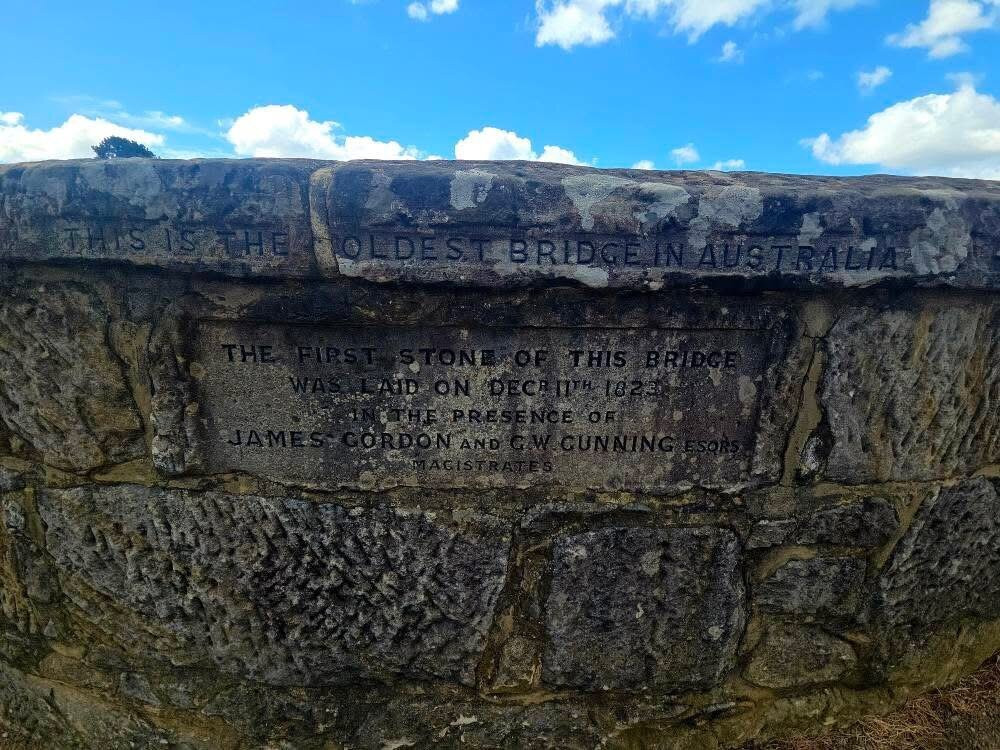 THIS IS THE OLDEST BRIDGE IN AUSTRALIA
THE FIRST STONE OF THIS BRIDGE
WAS LAID ON DECR 11TH 1823
IN THE PRESENCE OF
JAMES GORDON AND G.W. GUNNING ESQRS
MAGISTRATES